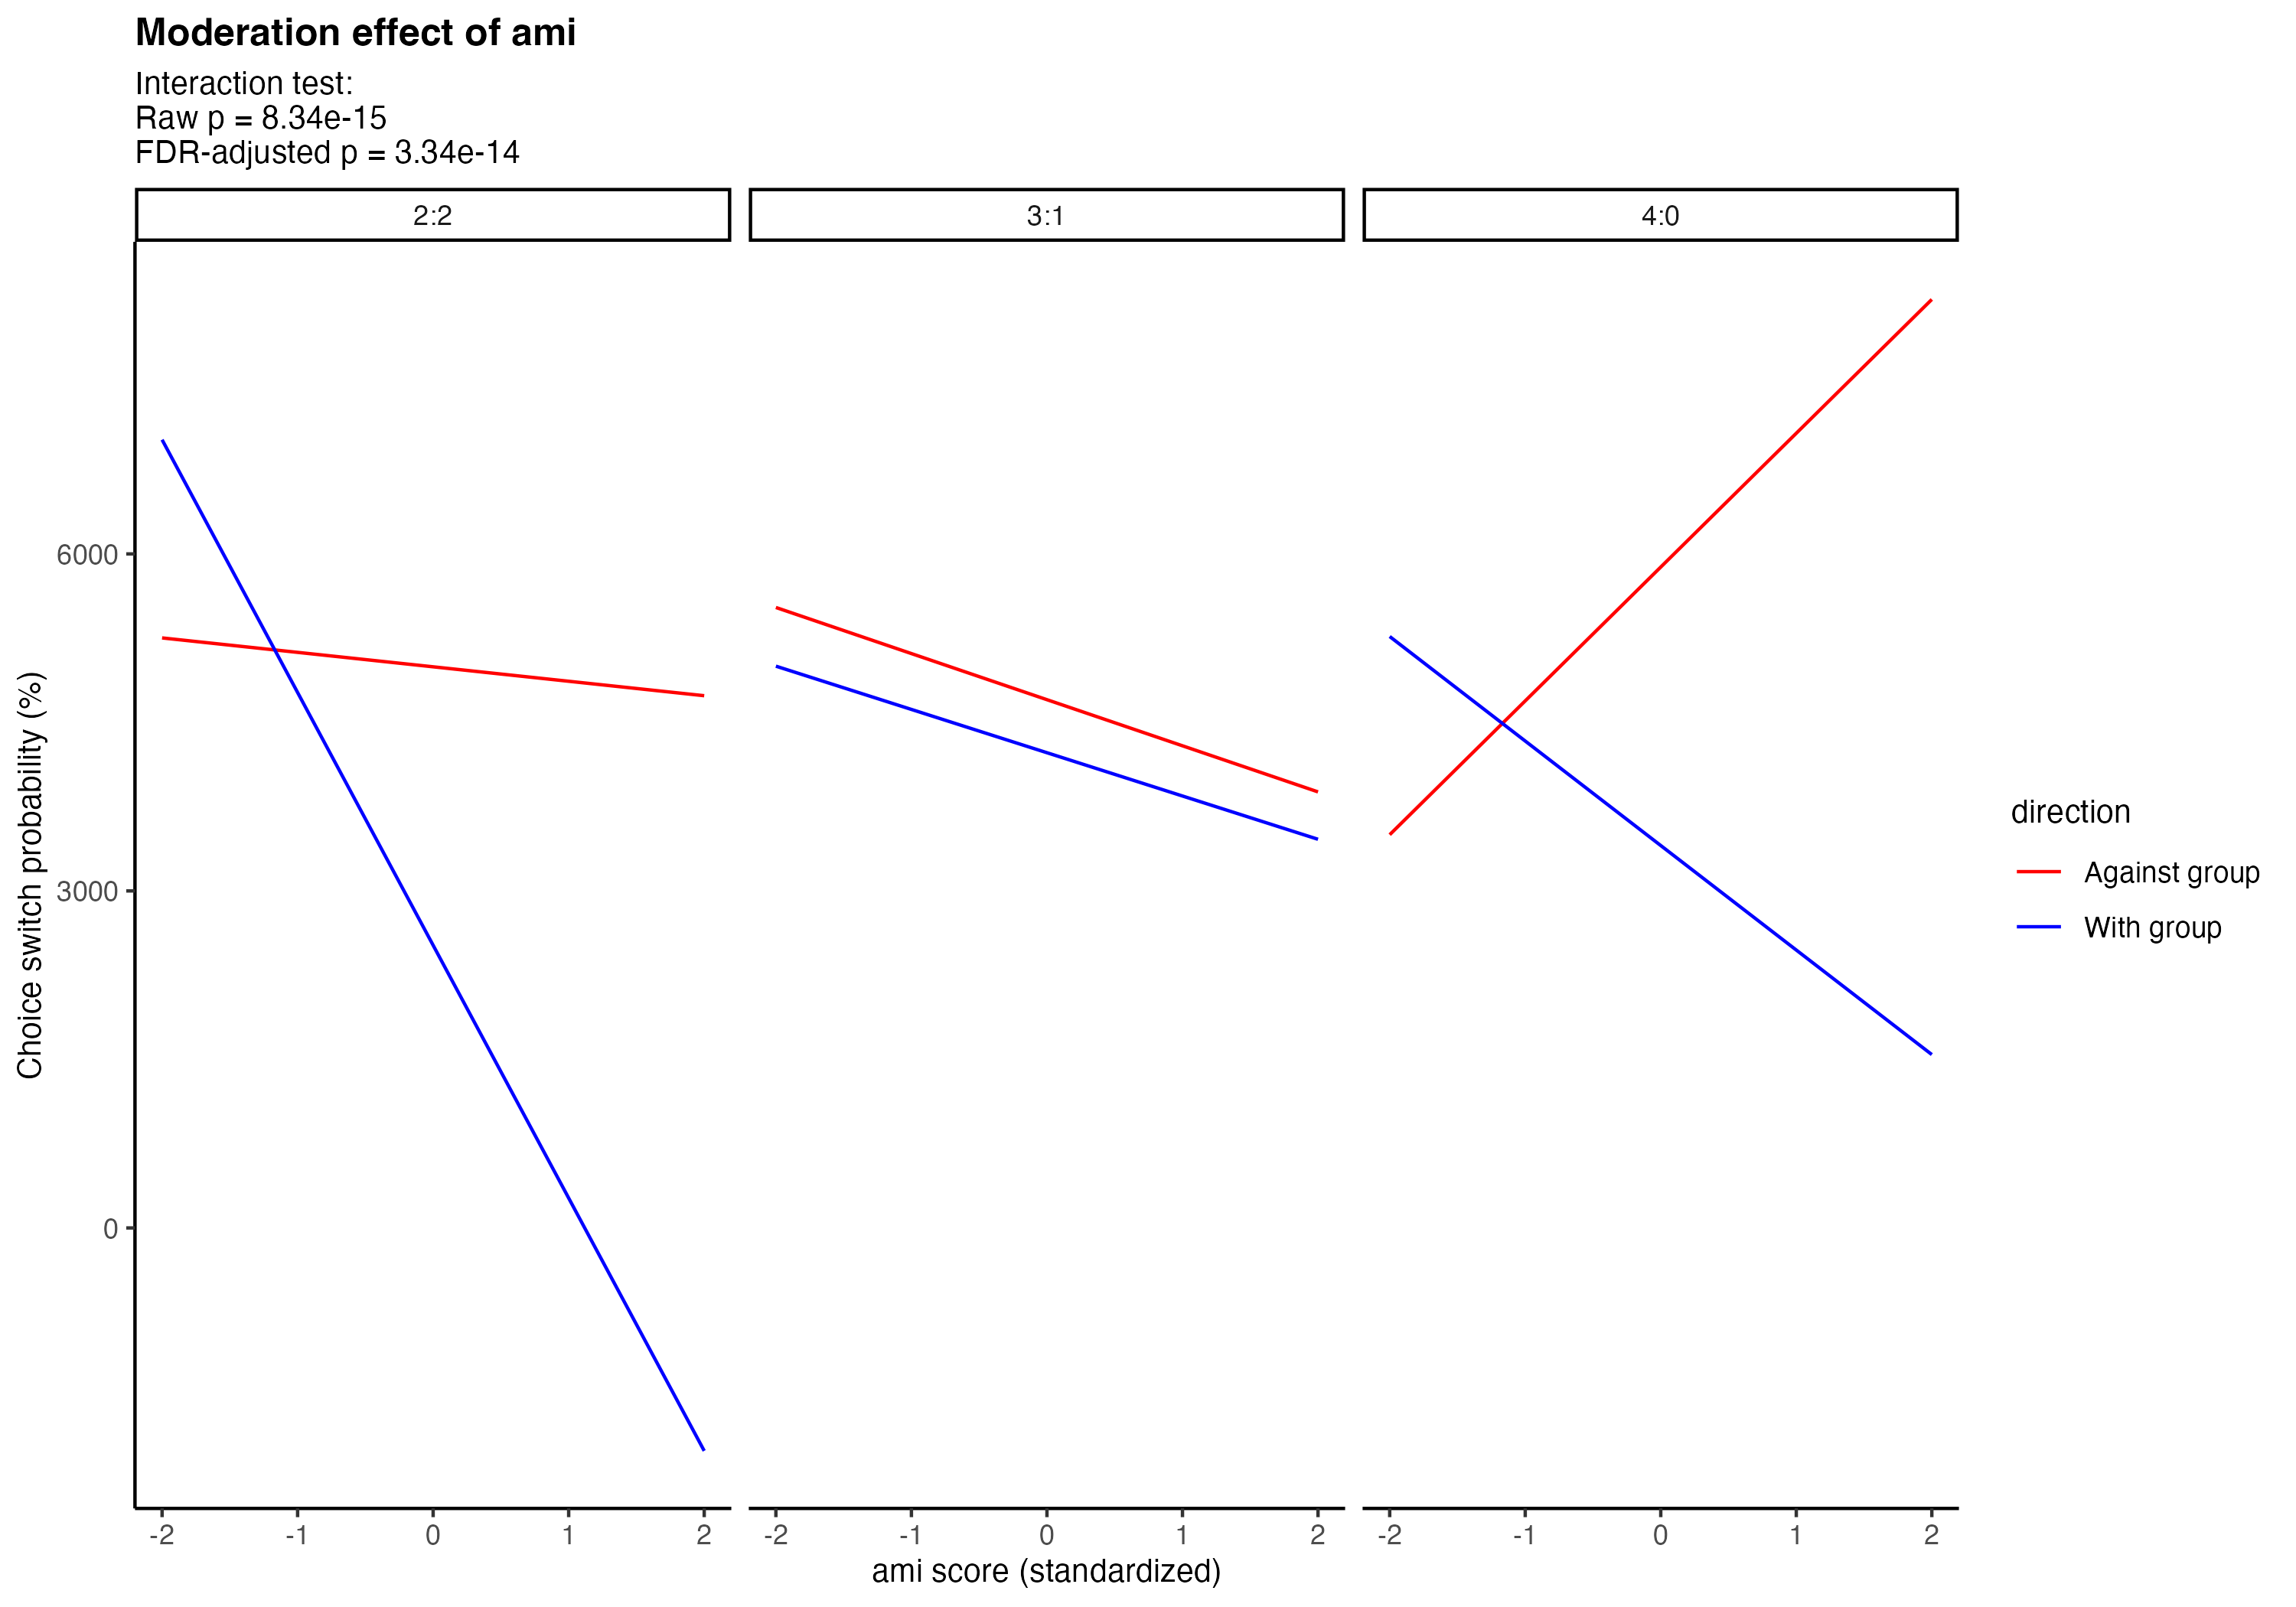 Moderation effect of ami
Interaction test:
Raw p = 8.34e-15
FDR-adjusted p = 3.34e-14
2:2
3:1
4:0
Choice switch probability (%)
6000
3000
0
-2 -1 0 1 2
-2 -1 0 1 2
-2 -1 0 1 2
ami score (standardized)
direction
Against group
With group